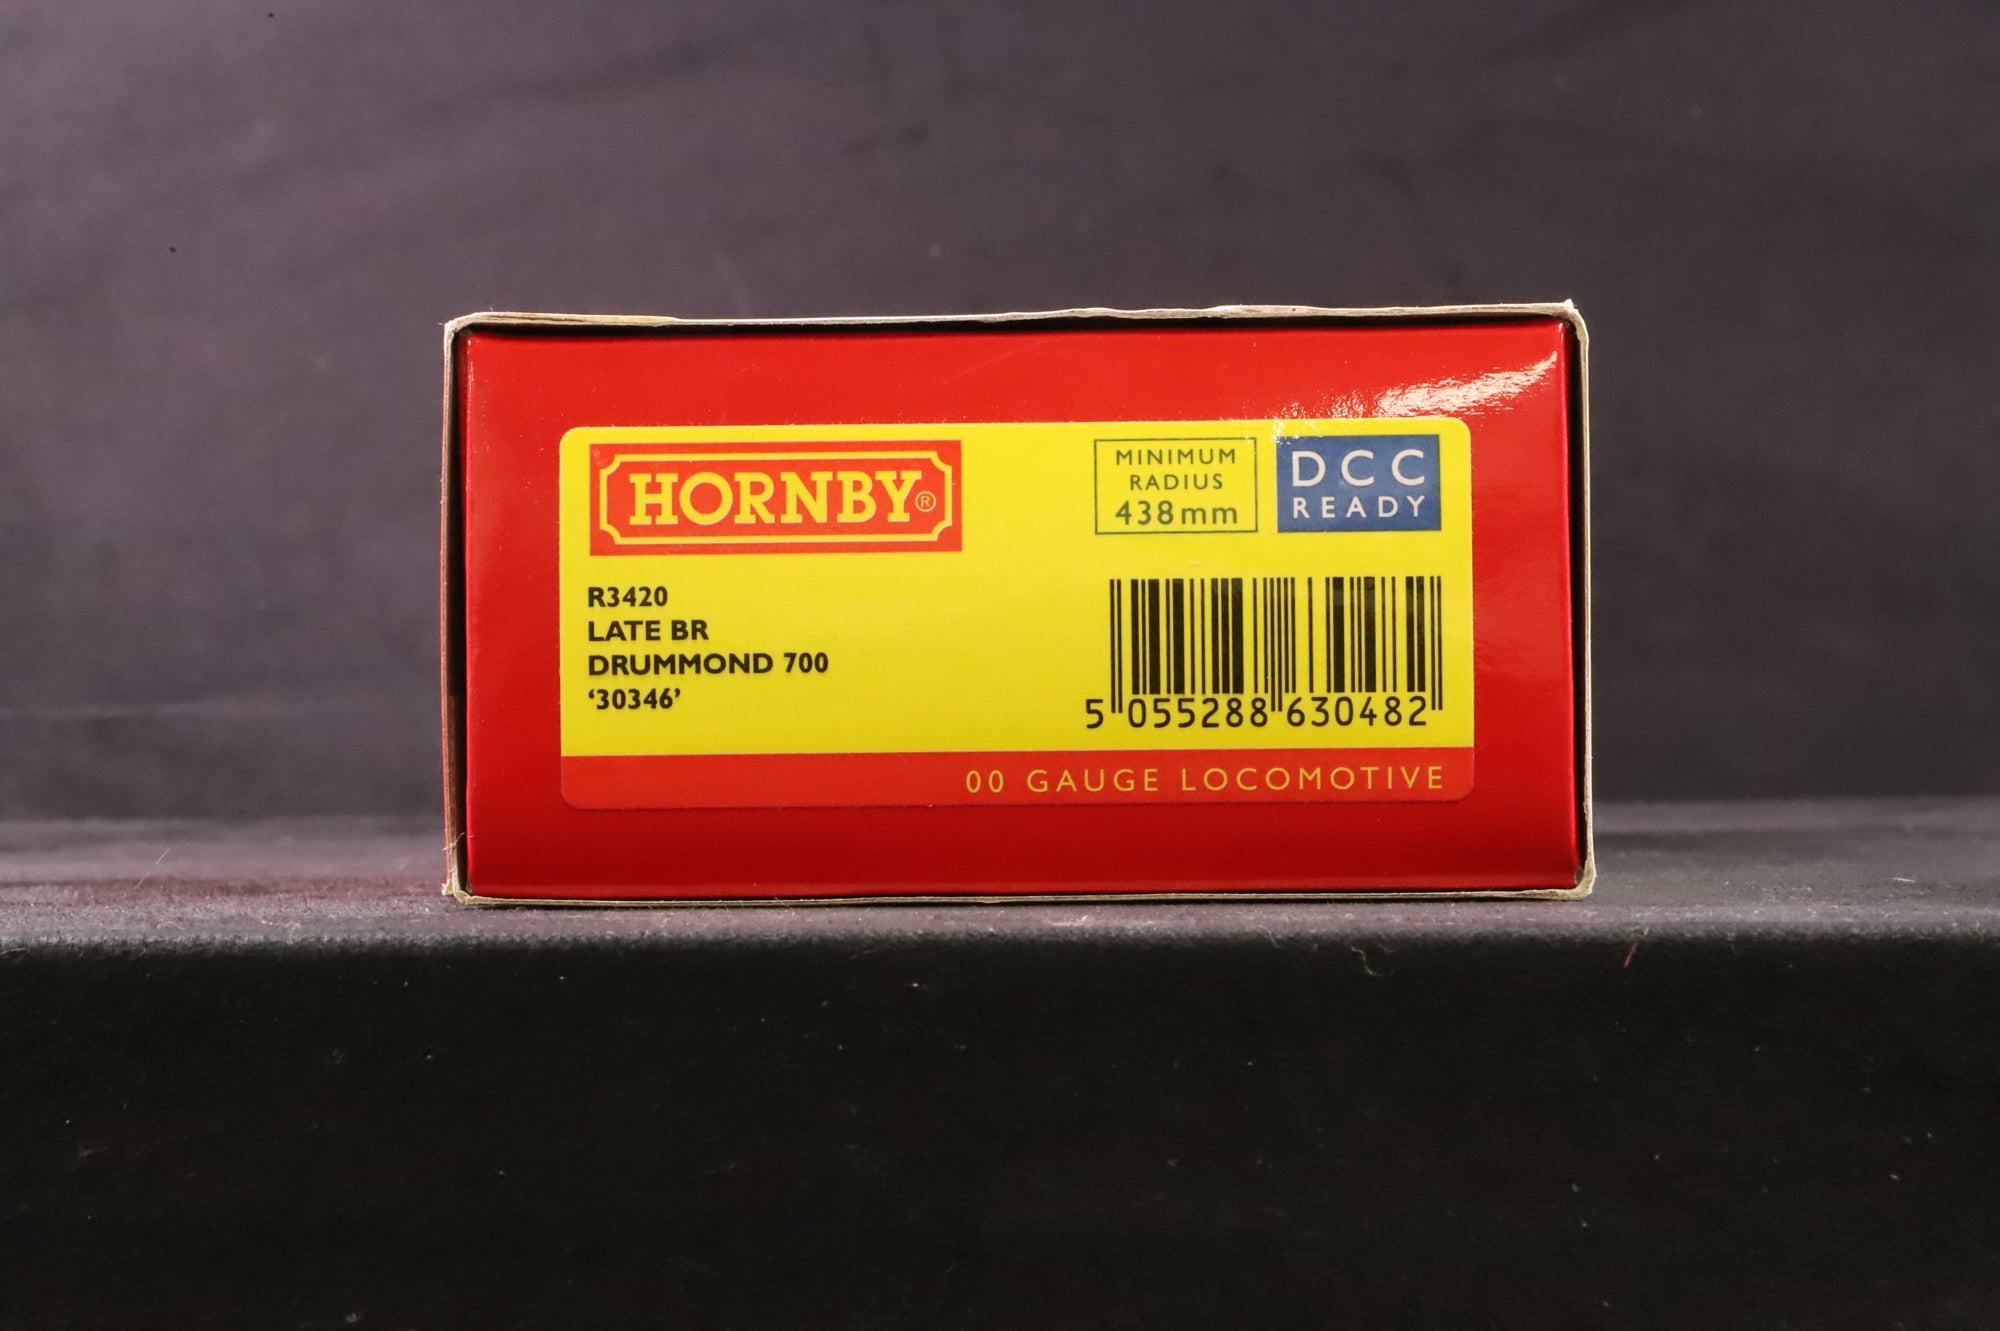 HORNBY®
MINIMUM
RADIUS
438mm
DCC
READY
R3420
LATE BR
DRUMMOND 700
‘30346’
5 055288 630482
00 GAUGE LOCOMOTIVE